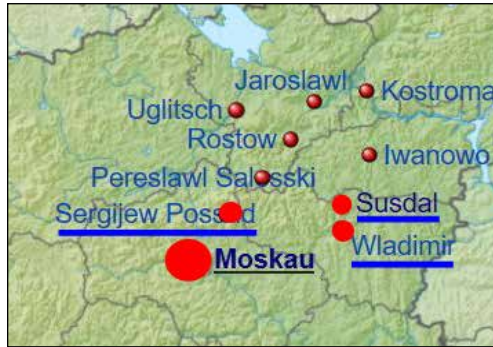 Jaroslawl
Kostroma
Uglitsch
Rostow
Iwanowo
Pereslawl Salesski
Sergijew Possad
Susdal
Wladimir
Moskau